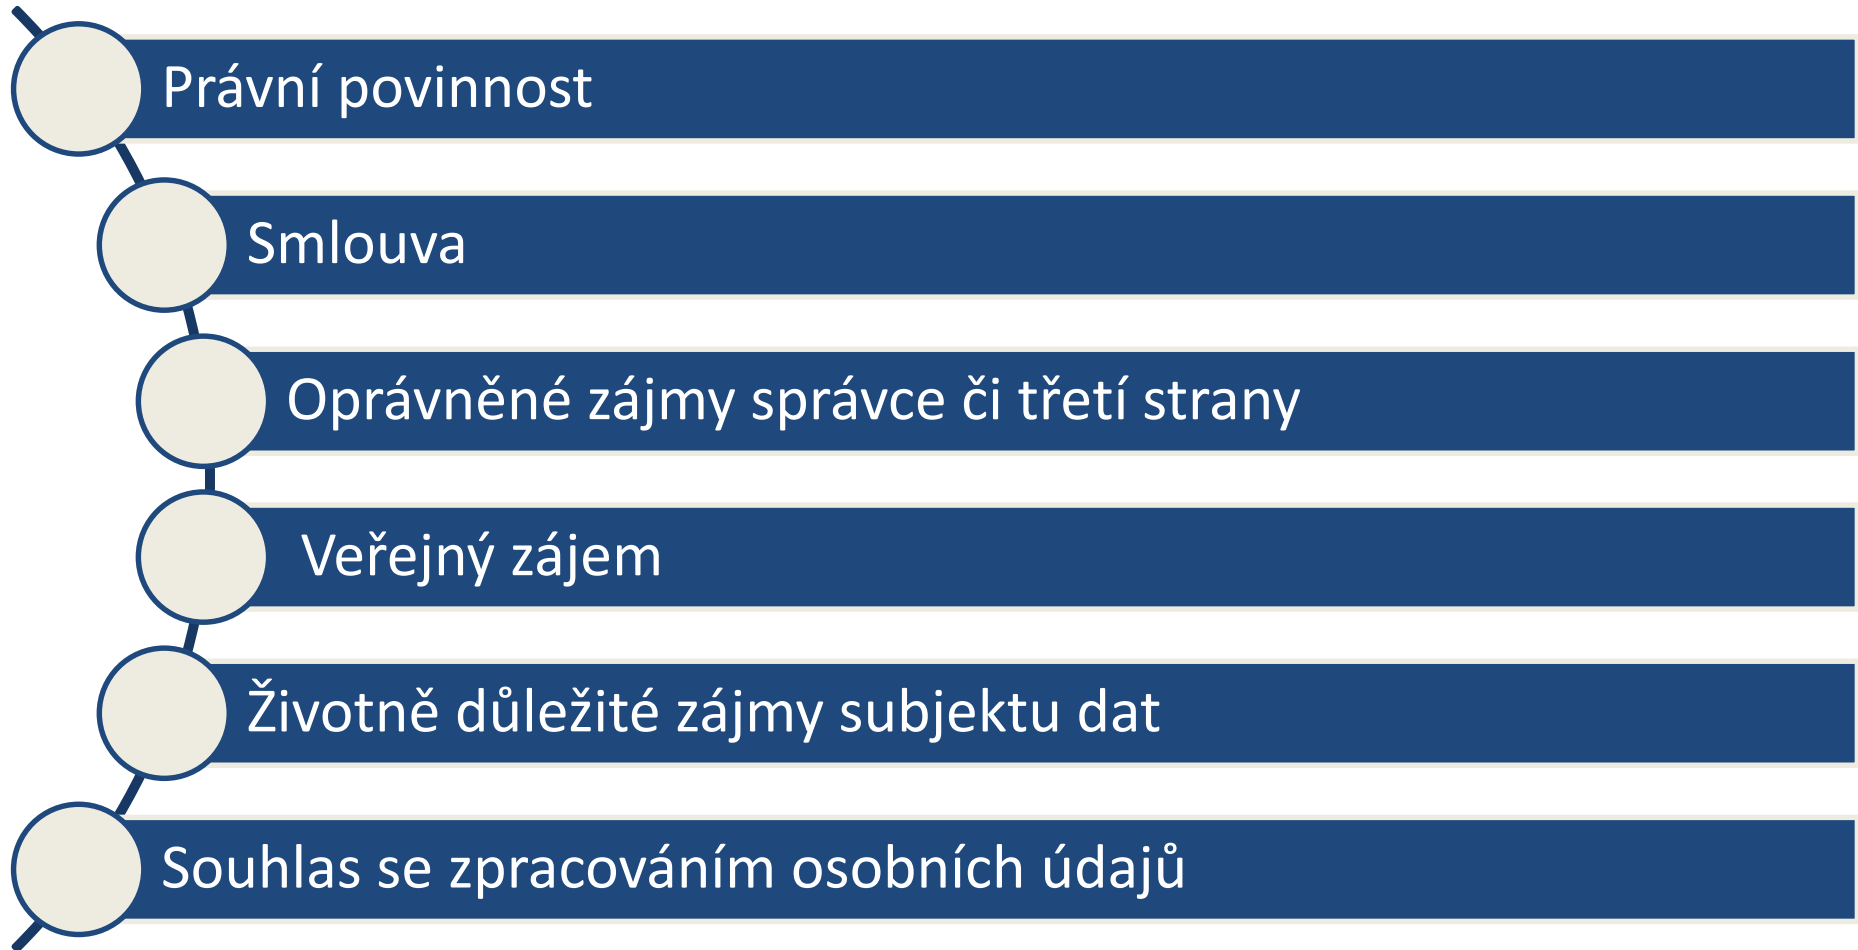 Právní povinnost
Smlouva
Oprávněné zájmy správce či třetí strany
Veřejný zájem
Životně důležité zájmy subjektu dat
Souhlas se zpracováním osobních údajů